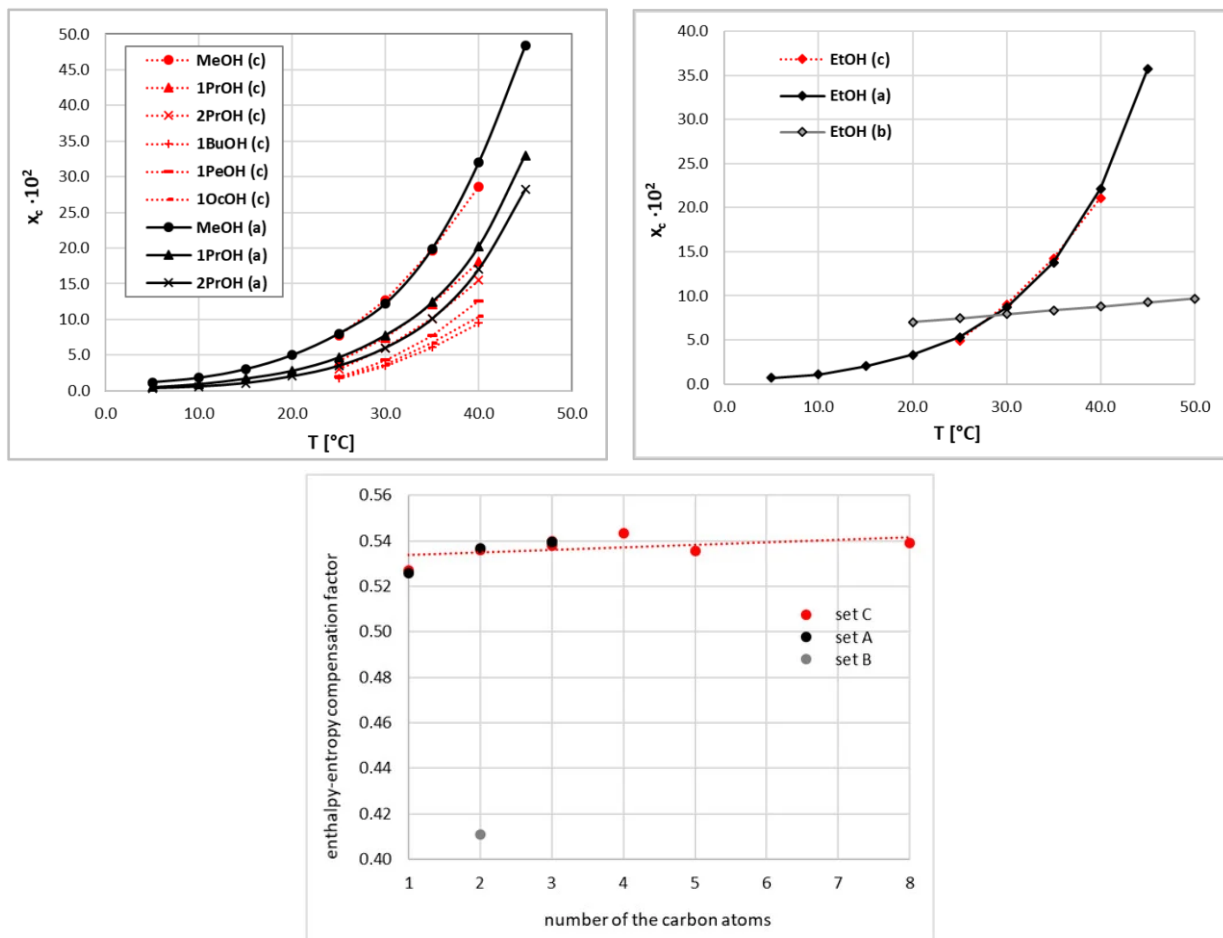 50.0
45.0
40.0
35.0
30.0
25.0
20.0
15.0
10.0
5.0
0.0
x_c ·10²
MeOH (c)
1PrOH (c)
2PrOH (c)
1BuOH (c)
1PeOH (c)
1OcOH (c)
MeOH (a)
1PrOH (a)
2PrOH (a)
0.0 10.0 20.0 30.0 40.0 50.0
T [°C]
40.0
35.0
30.0
25.0
20.0
15.0
10.0
5.0
0.0
x_c ·10²
EtOH (c)
EtOH (a)
EtOH (b)
0.0 10.0 20.0 30.0 40.0 50.0
T [°C]
0.56
0.54
0.52
0.50
0.48
0.46
0.44
0.42
0.40
enthalpy-entropy compensation factor
set C
set A
set B
1 2 3 4 5 6 7 8
number of the carbon atoms